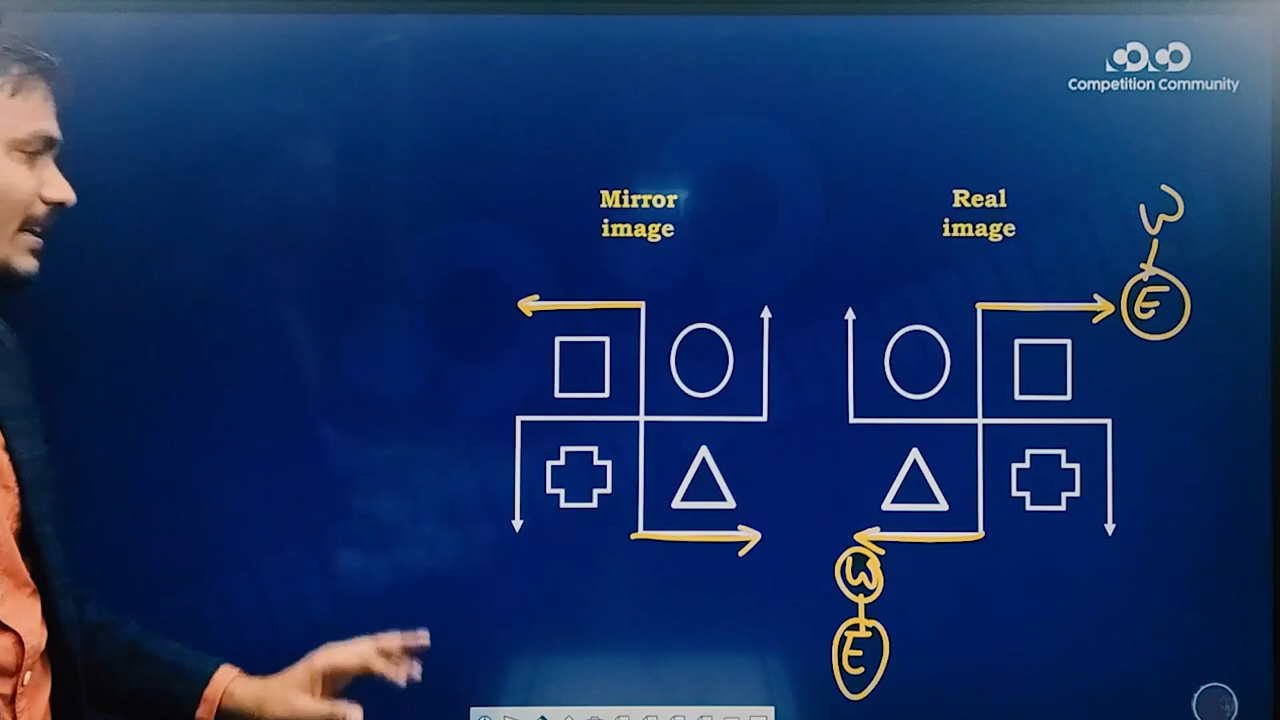 Competition Community
Mirror
image
Real
image
W
E
W
E